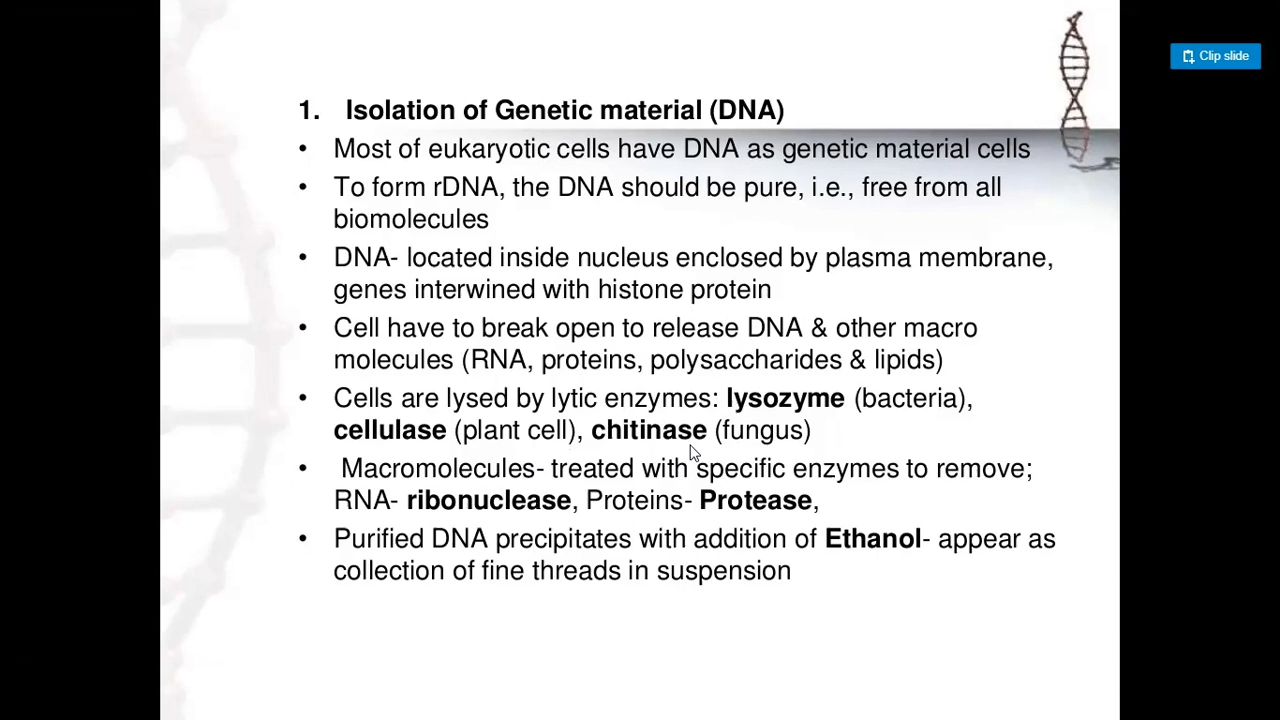 Clip slide
1. Isolation of Genetic material (DNA)
• Most of eukaryotic cells have DNA as genetic material cells
• To form rDNA, the DNA should be pure, i.e., free from all
biomolecules
• DNA- located inside nucleus enclosed by plasma membrane,
genes interwined with histone protein
• Cell have to break open to release DNA & other macro
molecules (RNA, proteins, polysaccharides & lipids)
• Cells are lysed by lytic enzymes: lysozyme (bacteria),
cellulase (plant cell), chitinase (fungus)
• Macromolecules- treated with specific enzymes to remove;
RNA- ribonuclease, Proteins- Protease,
• Purified DNA precipitates with addition of Ethanol- appear as
collection of fine threads in suspension